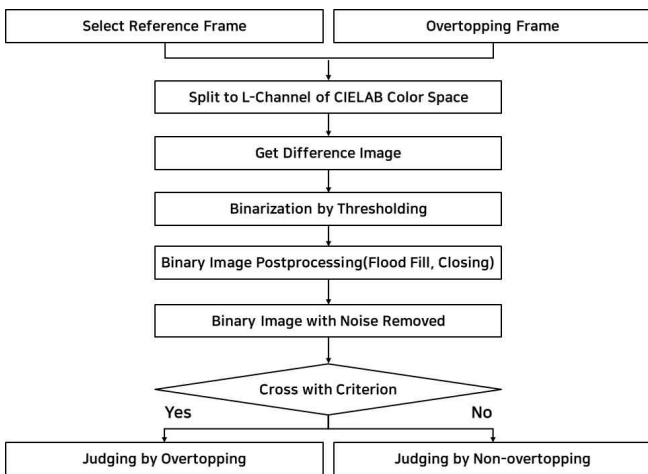 Select Reference Frame
Overtopping Frame
Split to L-Channel of CIELAB Color Space
Get Difference Image
Binarization by Thresholding
Binary Image Postprocessing(Flood Fill, Closing)
Binary Image with Noise Removed
Cross with Criterion
Yes
No
Judging by Overtopping
Judging by Non-overtopping